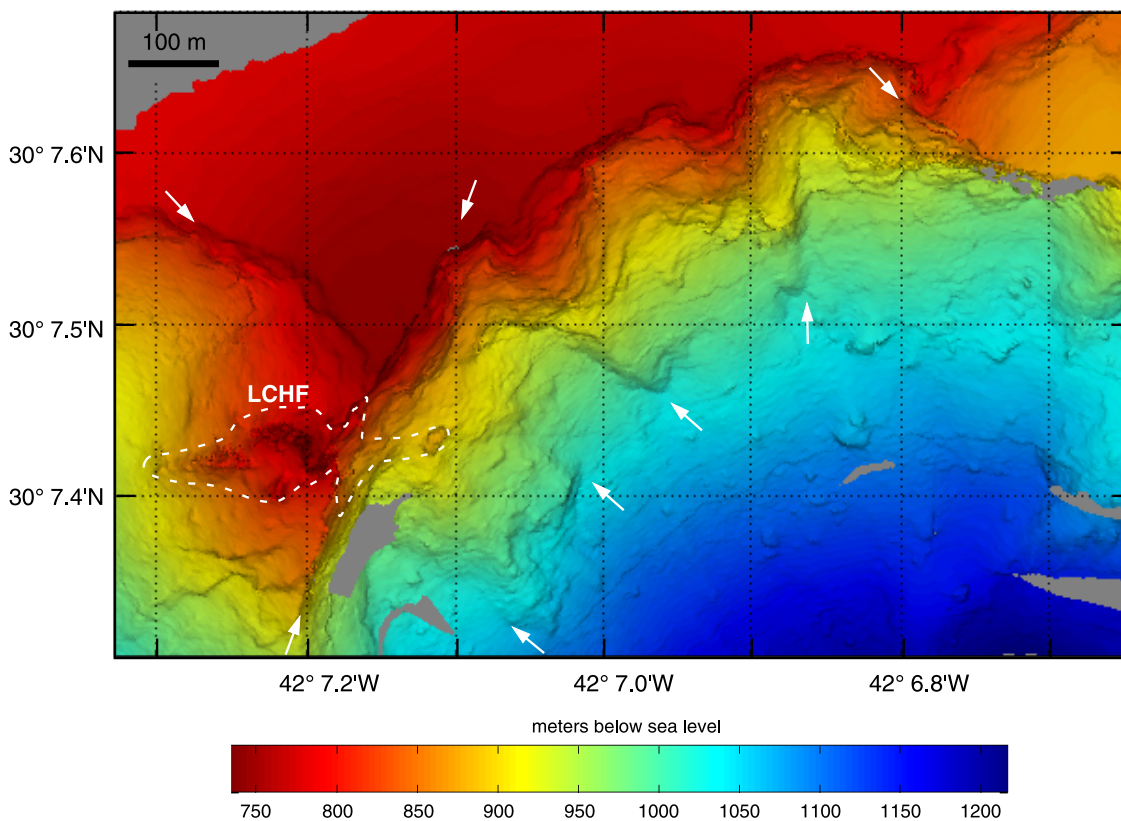 100 m
30° 7.6'N
30° 7.5'N
LCHF
30° 7.4'N
42° 7.2'W 42° 7.0'W 42° 6.8'W
meters below sea level
750 800 850 900 950 1000 1050 1100 1150 1200